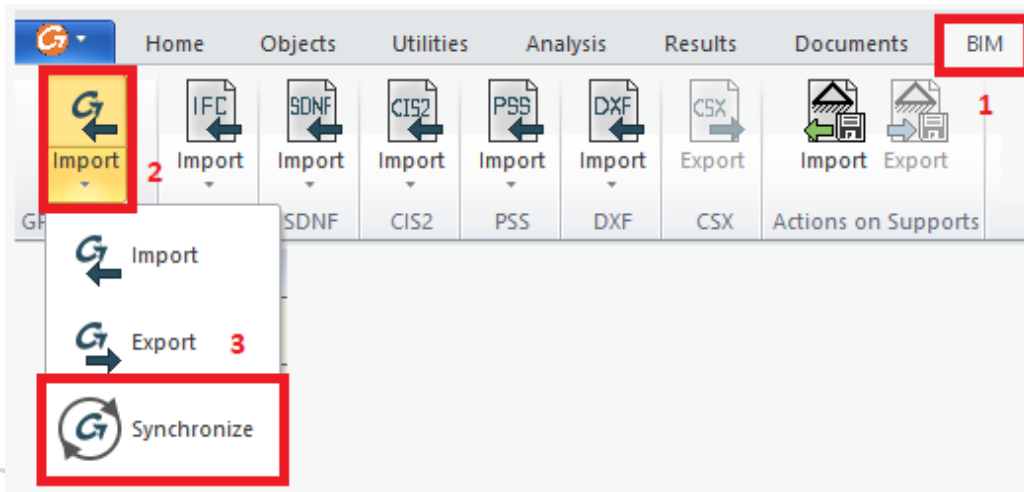 Home Objects Utilities Analysis Results Documents BIM
IFC SDNF CIS2 PSS DXF CSX 1
Import 2 Import Import Import Import Import Export Import Export
SDNF CIS2 PSS DXF CSX Actions on Supports
Import
Export 3
Synchronize